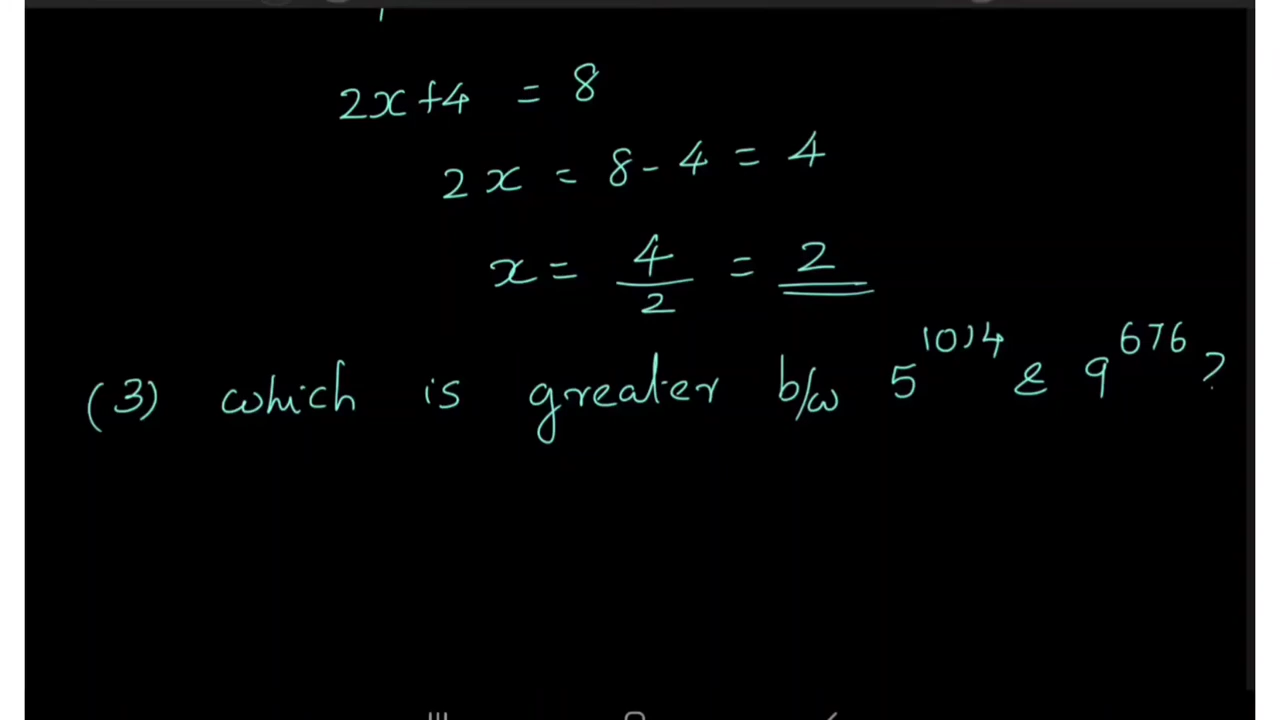 2x+4 = 8
2x = 8-4 = 4
x = 4/2 = 2
(3) which is greater b/w 5^1014 & 9^676?